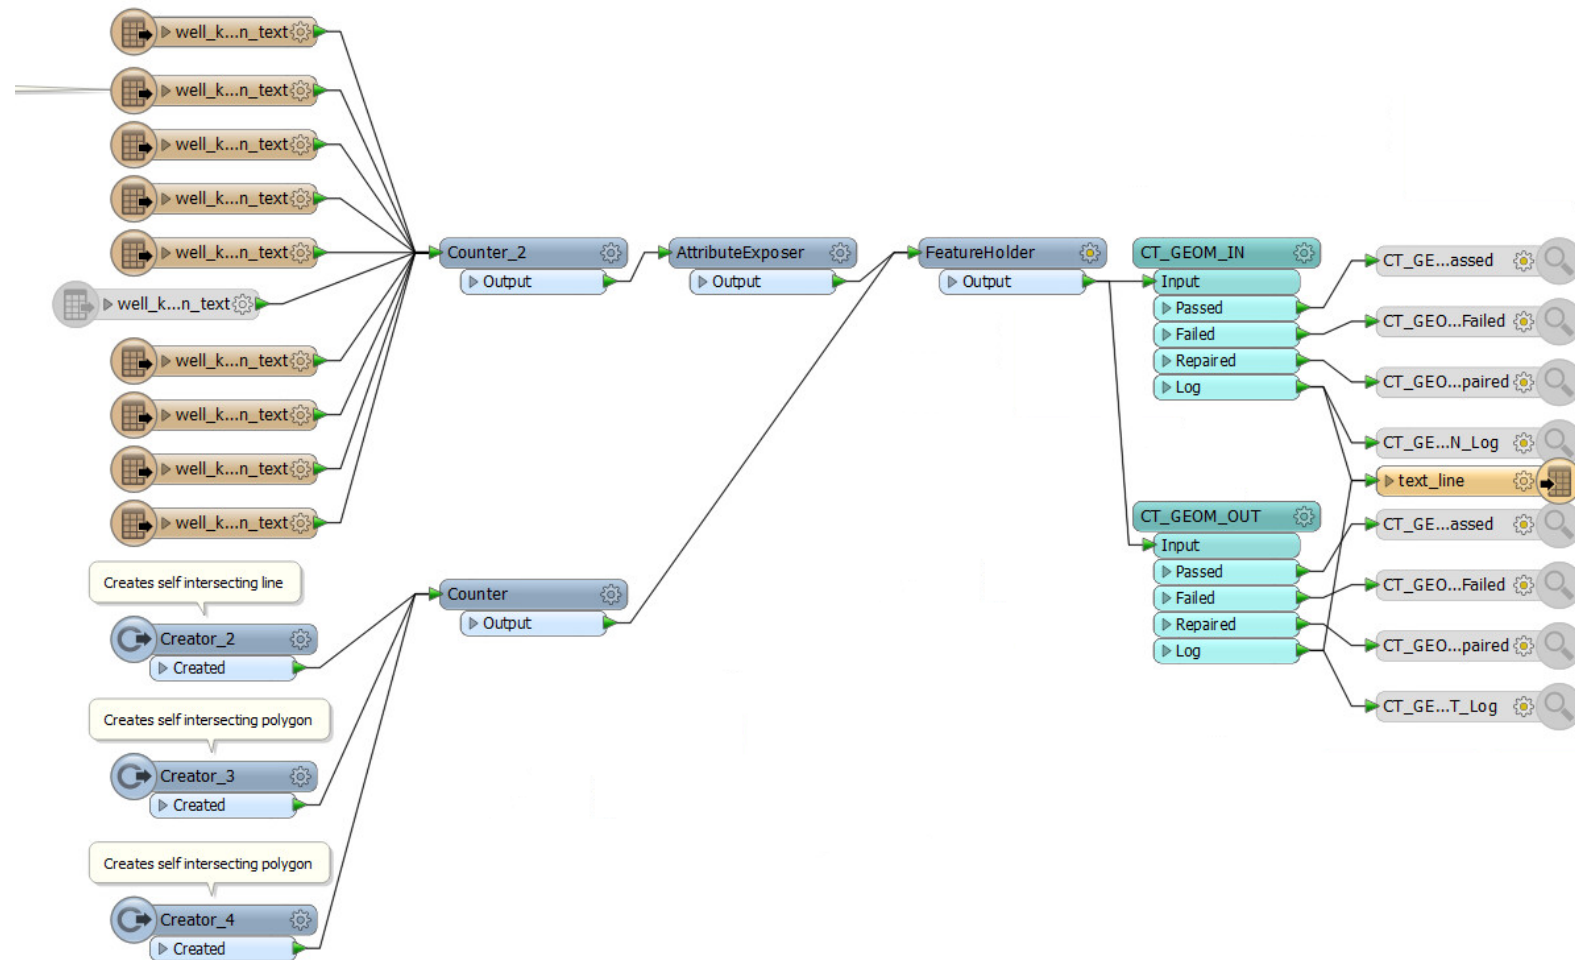 well_k...n_text
well_k...n_text
well_k...n_text
well_k...n_text
well_k...n_text
well_k...n_text
well_k...n_text
well_k...n_text
well_k...n_text
well_k...n_text
Creates self intersecting line
Creator_2
Created
Creates self intersecting polygon
Creator_3
Created
Creates self intersecting polygon
Creator_4
Created
Counter_2
Output
AttributeExposer
Output
Counter
Output
FeatureHolder
Output
CT_GEOM_IN
Input
Passed
Failed
Repaired
Log
CT_GEOM_OUT
Input
Passed
Failed
Repaired
Log
CT_GE...assed
CT_GEO...Failed
CT_GEO...paired
CT_GE...N_Log
text_line
CT_GE...assed
CT_GEO...Failed
CT_GEO...paired
CT_GE...T_Log